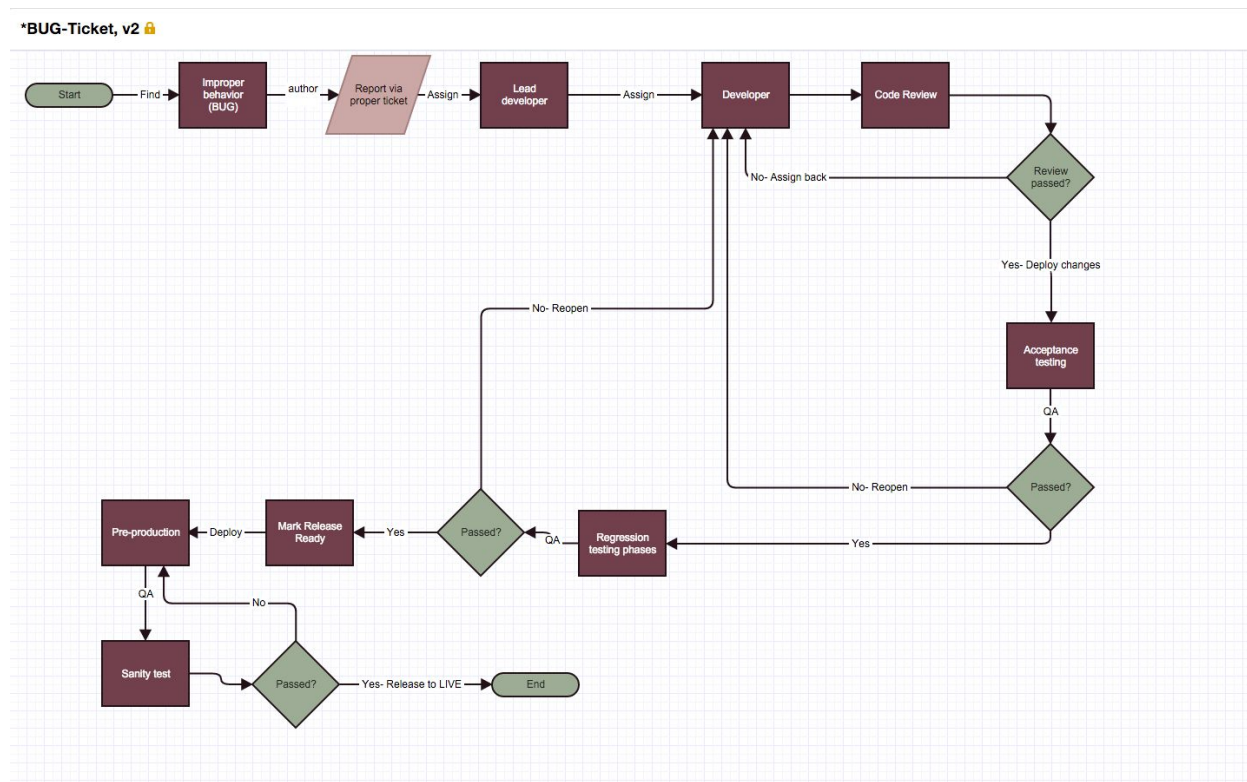 *BUG-Ticket, v2
Start
Find
Improper
behavior
(BUG)
author
Report via
proper ticket
Assign
Lead
developer
Assign
Developer
Code Review
Review
passed?
No- Assign back
Yes- Deploy changes
Acceptance
testing
QA
Passed?
No- Reopen
Yes
Regression
testing phases
QA
Passed?
No- Reopen
Yes
Mark Release
Ready
Deploy
Pre-production
QA
Sanity test
Passed?
No
Yes- Release to LIVE
End